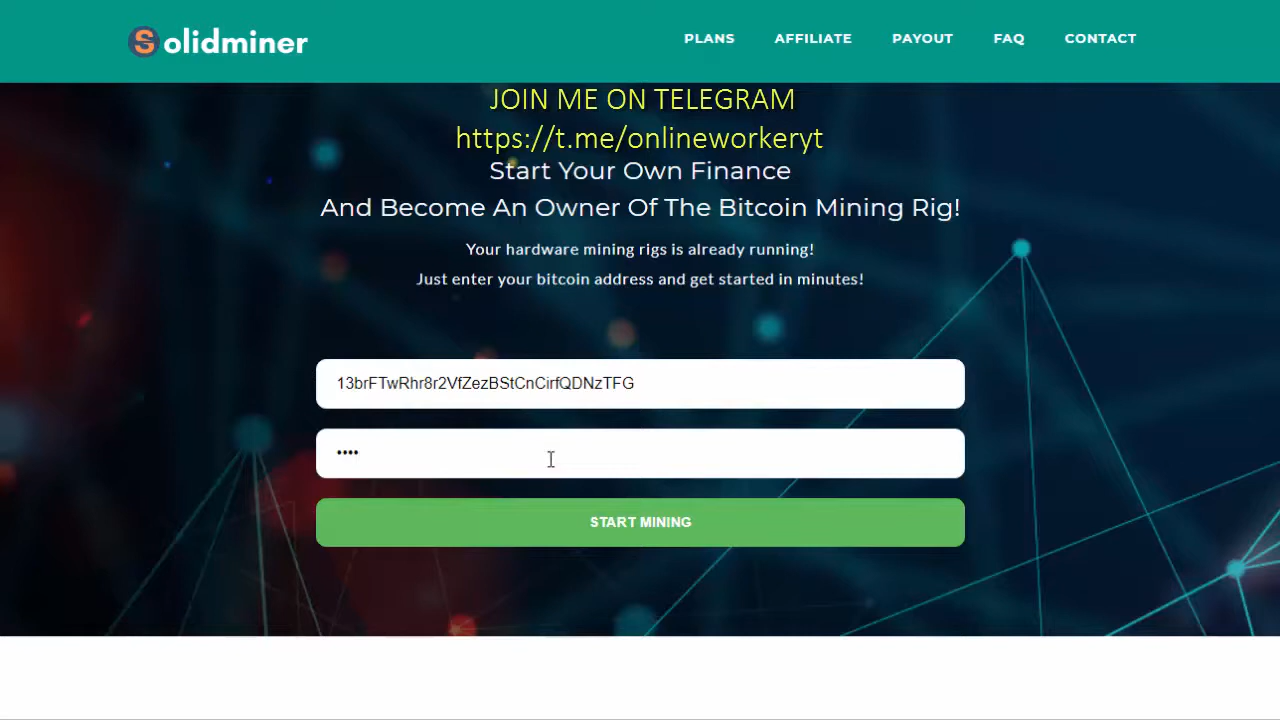 Solidminer
PLANS AFFILIATE PAYOUT FAQ CONTACT
JOIN ME ON TELEGRAM
https://t.me/onlineworkeryt
Start Your Own Finance
And Become An Owner Of The Bitcoin Mining Rig!
Your hardware mining rigs is already running!
Just enter your bitcoin address and get started in minutes!
13brFTwRhr8r2VfZezBStCnCirfQDNzTFG
••••
START MINING